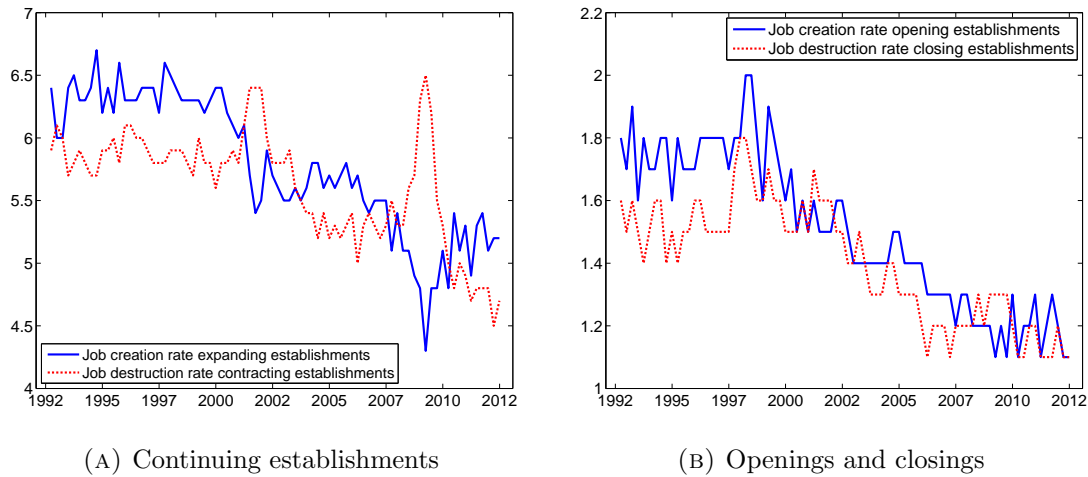 7
6.5
6
5.5
5
4.5
4
Job creation rate expanding establishments
Job destruction rate contracting establishments
1992 1995 1997 2000 2002 2005 2007 2010 2012
(A) Continuing establishments
2.2
2
1.8
1.6
1.4
1.2
1
Job creation rate opening establishments
Job destruction rate closing establishments
1992 1995 1997 2000 2002 2005 2007 2010 2012
(B) Openings and closings